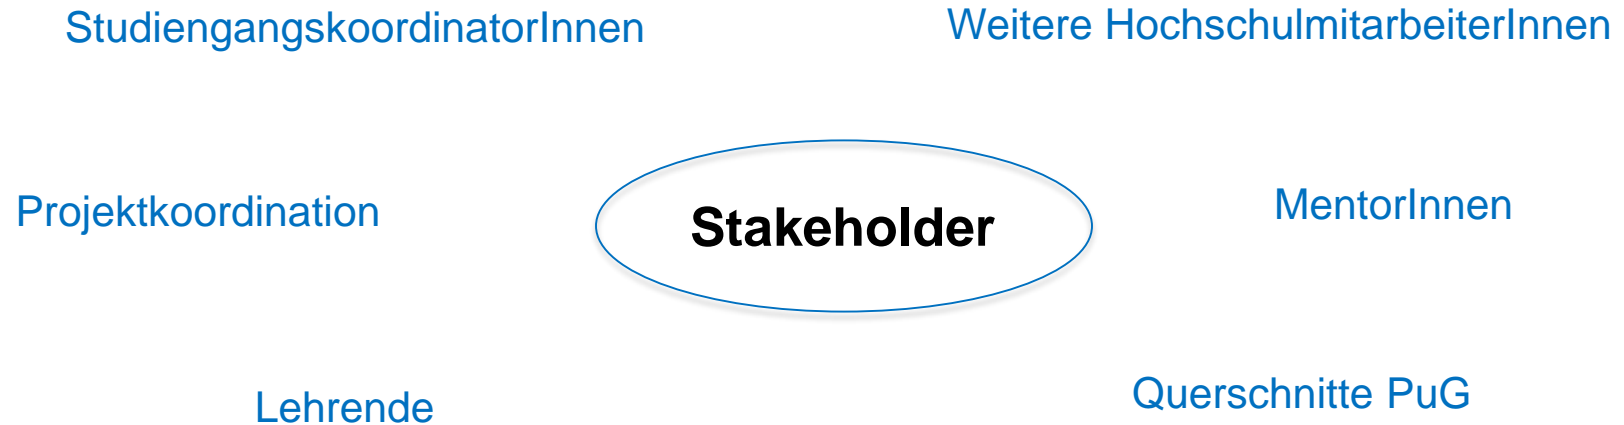 StudiengangskoordinatorInnen
Weitere HochschulmitarbeiterInnen
Projektkoordination
Stakeholder
MentorInnen
Lehrende
Querschnitte PuG